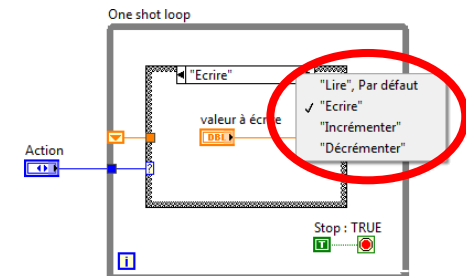 One shot loop
"Ecrire"
"Lire", Par défaut
✓ "Ecrire"
"Incrémenter"
"Décrémenter"
valeur à écrire
DBL
Action
?
Stop : TRUE
T
i